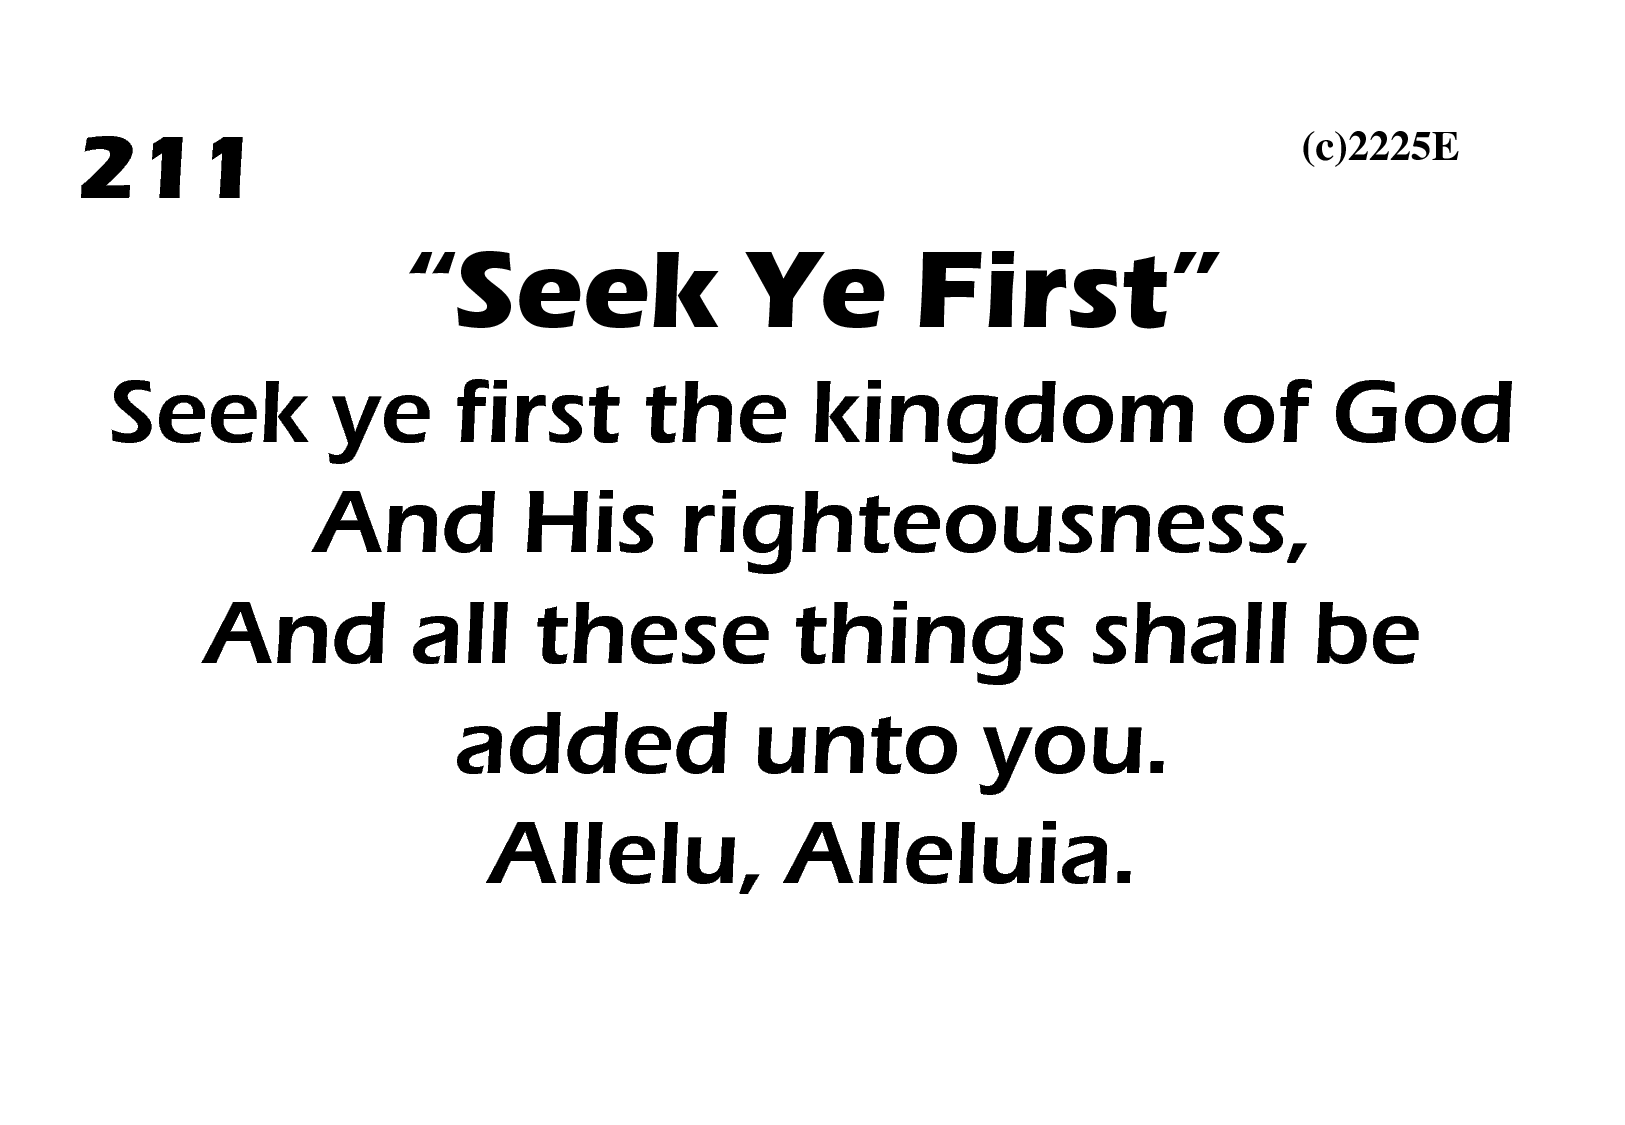 211
(c)2225E
“Seek Ye First”
Seek ye first the kingdom of God
And His righteousness,
And all these things shall be
added unto you.
Allelu, Alleluia.